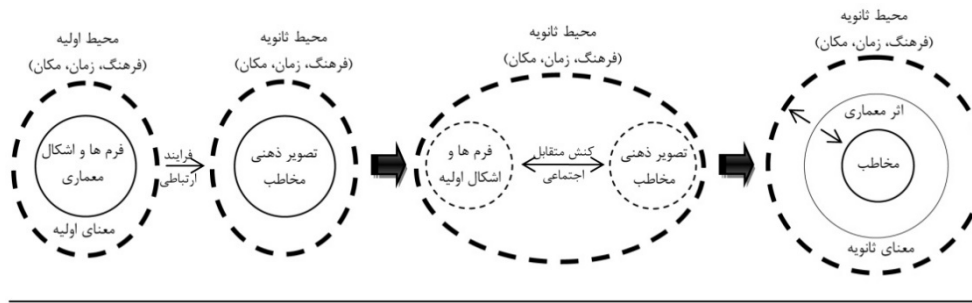 محیط اولیه
(فرهنگ، زمان، مکان)
فرم ها و اشکال
معماری
معنای اولیه
فرایند
ارتباطی
محیط ثانویه
(فرهنگ، زمان، مکان)
تصویر ذهنی
مخاطب
محیط ثانویه
(فرهنگ، زمان، مکان)
فرم ها و
اشکال اولیه
کنش متقابل
اجتماعی
تصویر ذهنی
مخاطب
محیط ثانویه
(فرهنگ، زمان، مکان)
اثر معماری
مخاطب
معنای ثانویه